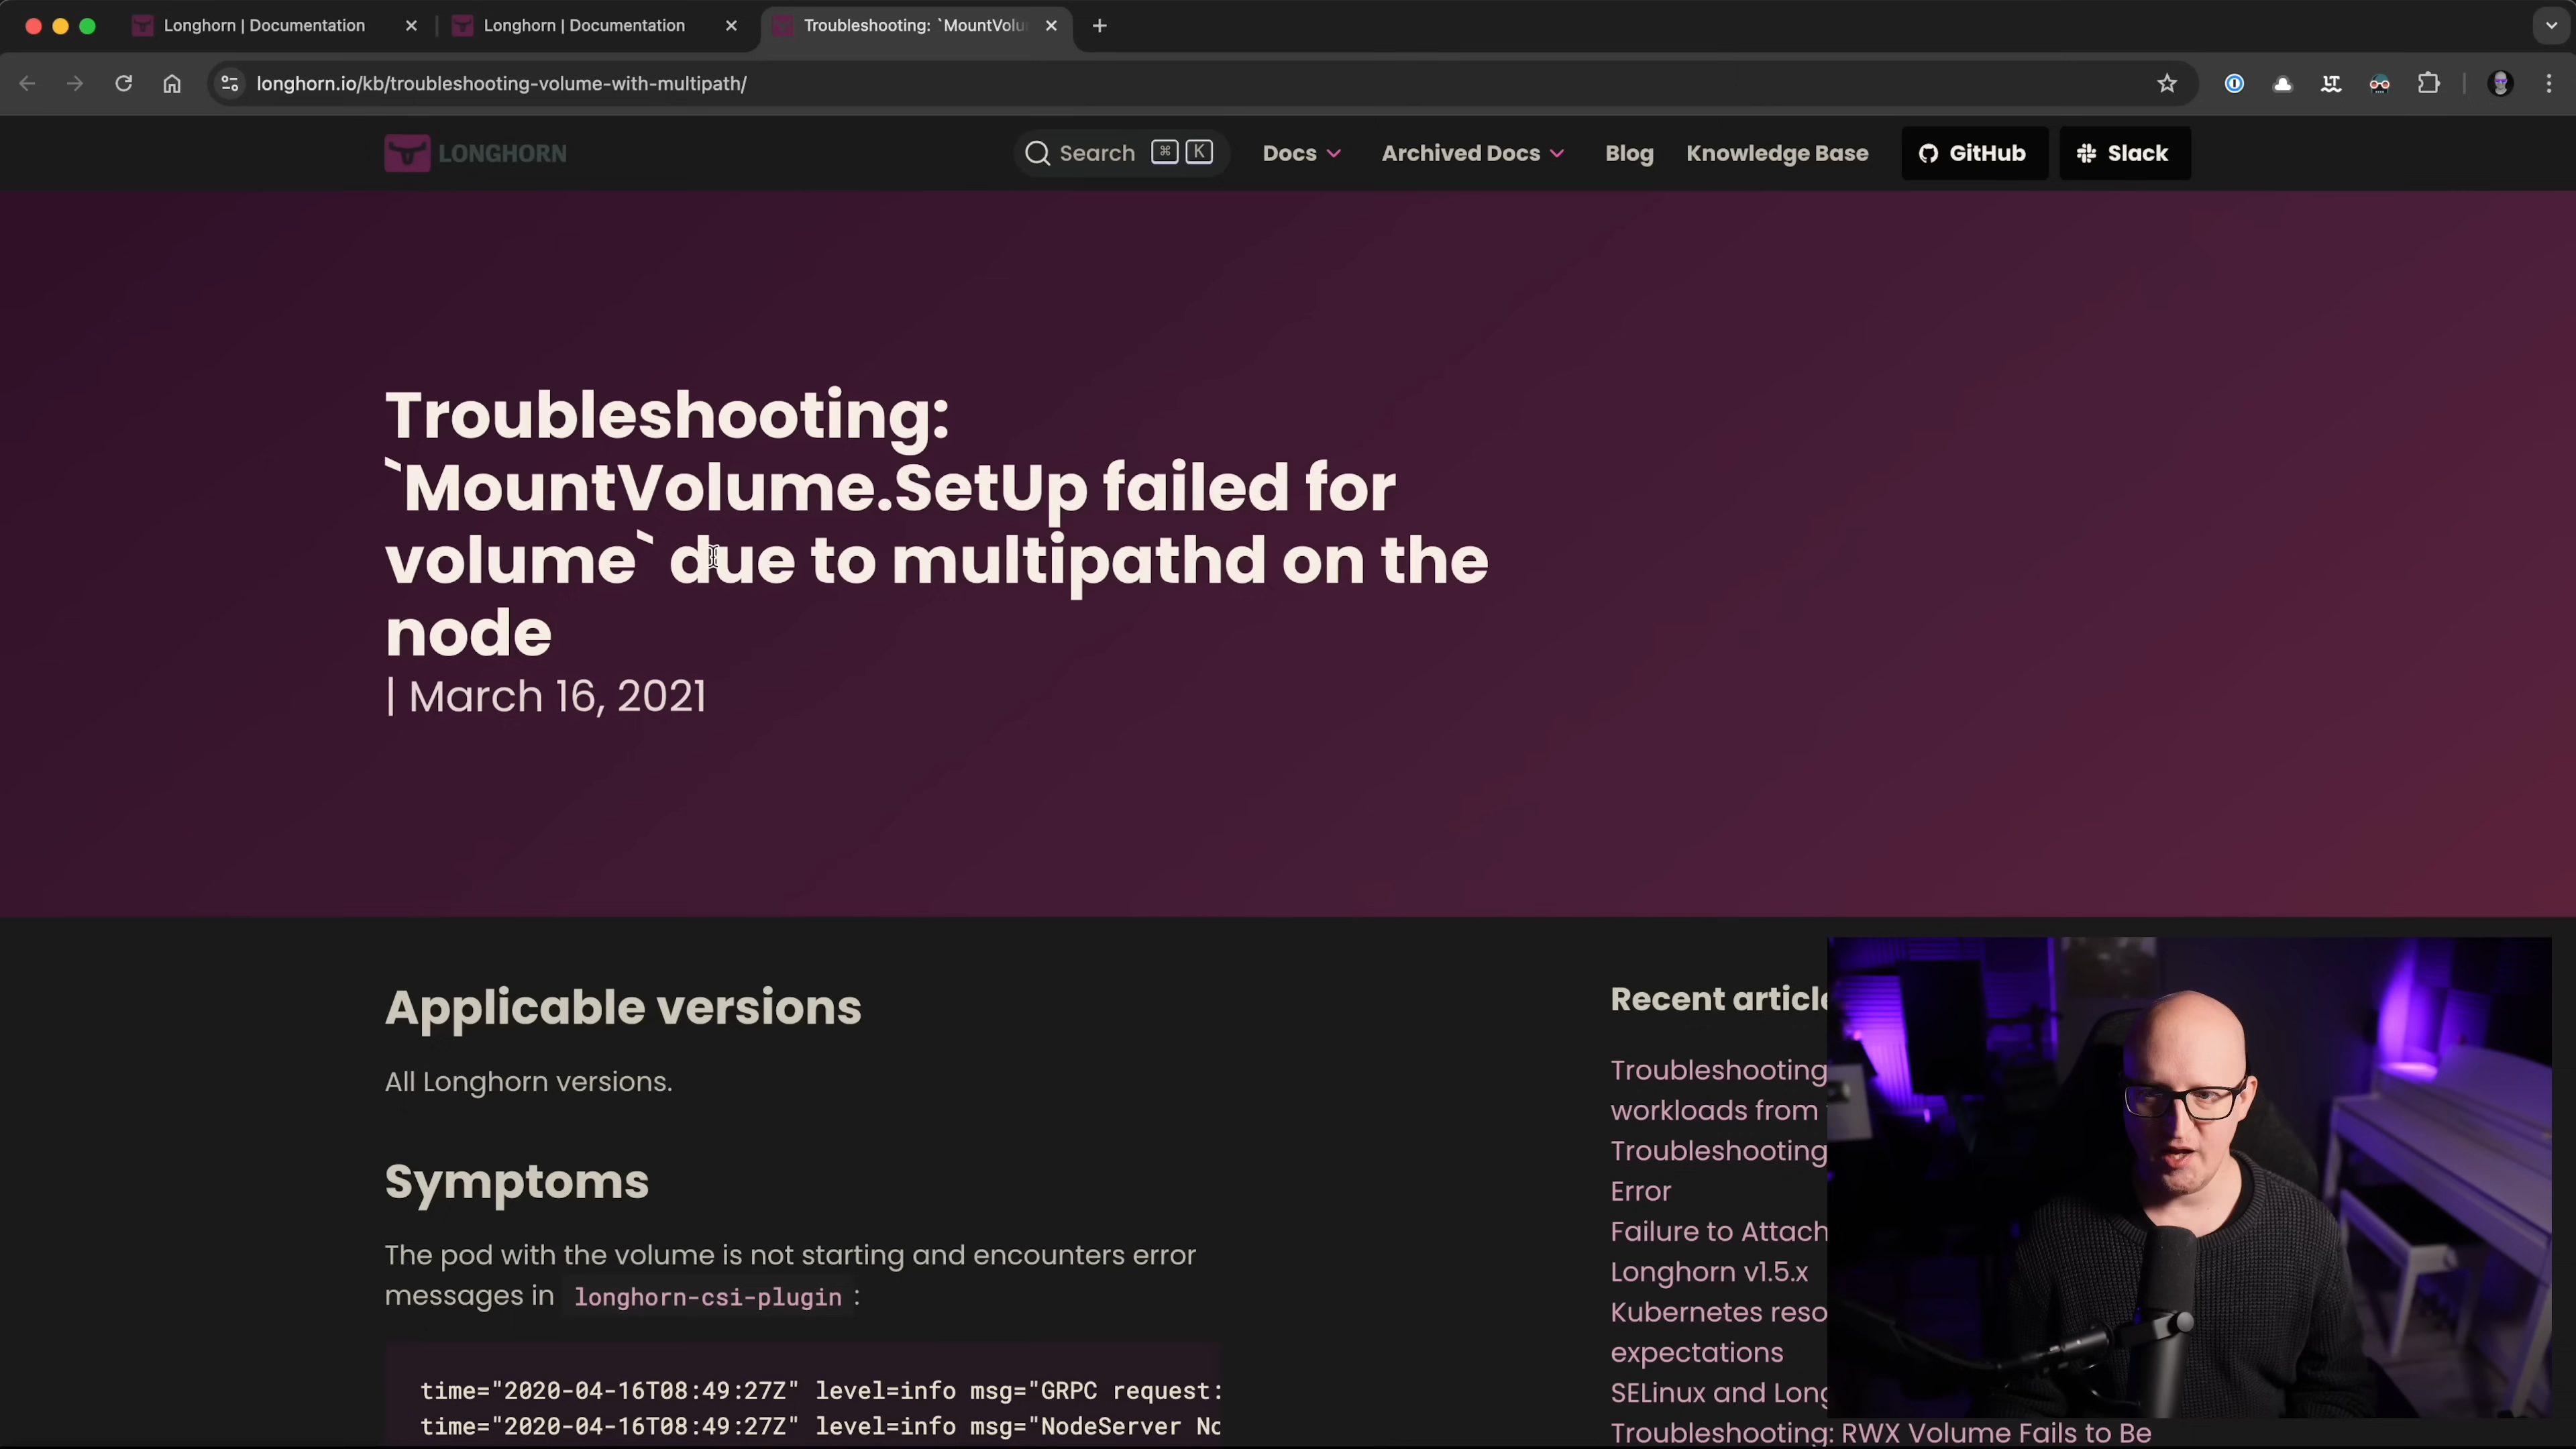 Longhorn | Documentation
Longhorn | Documentation
Troubleshooting: `MountVolu
longhorn.io/kb/troubleshooting-volume-with-multipath/
LONGHORN
Search ⌘ K
Docs
Archived Docs
Blog
Knowledge Base
GitHub
Slack
Troubleshooting:
`MountVolume.SetUp failed for
volume` due to multipathd on the
node
| March 16, 2021
Applicable versions
All Longhorn versions.
Symptoms
The pod with the volume is not starting and encounters error
messages in longhorn-csi-plugin :
time="2020-04-16T08:49:27Z" level=info msg="GRPC request:
time="2020-04-16T08:49:27Z" level=info msg="NodeServer No
Recent article
Troubleshooting
workloads from
Troubleshooting
Error
Failure to Attach
Longhorn v1.5.x
Kubernetes reso
expectations
SELinux and Long
Troubleshooting: RWX Volume Fails to Be